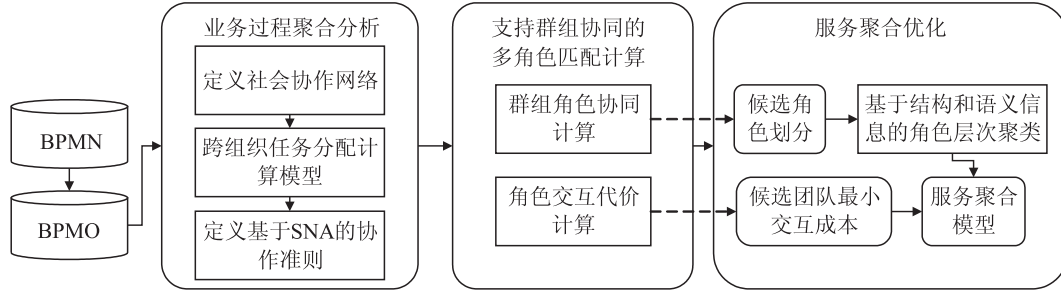 BPMN
BPMO
业务过程聚合分析
定义社会协作网络
跨组织任务分配计
算模型
定义基于SNA的协
作准则
支持群组协同的
多角色匹配计算
群组角色协同
计算
角色交互代价
计算
服务聚合优化
候选角
色划分
基于结构和语义信
息的角色层次聚类
候选团队最小
交互成本
服务聚合
模型